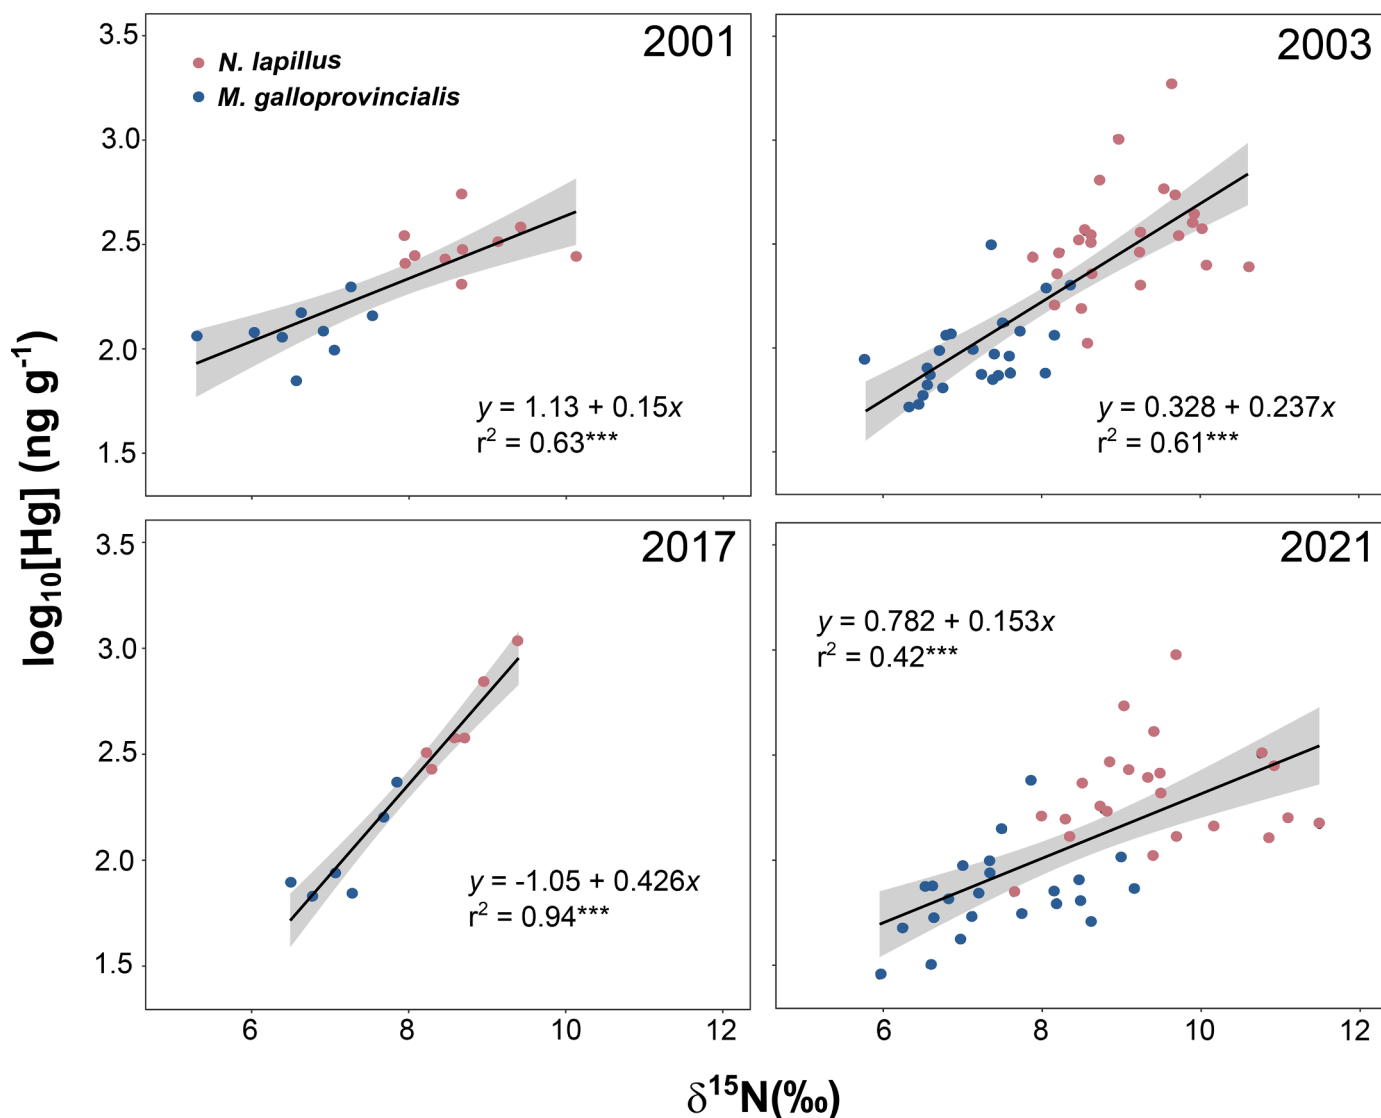 2001
N. lapillus
M. galloprovincialis
3.5
3.0
2.5
2.0
1.5
y = 1.13 + 0.15x
r² = 0.63***
2003
y = 0.328 + 0.237x
r² = 0.61***
log₁₀[Hg] (ng g⁻¹)
2017
3.5
3.0
2.5
2.0
1.5
y = -1.05 + 0.426x
r² = 0.94***
6 8 10 12
2021
y = 0.782 + 0.153x
r² = 0.42***
6 8 10 12
δ¹⁵N(‰)